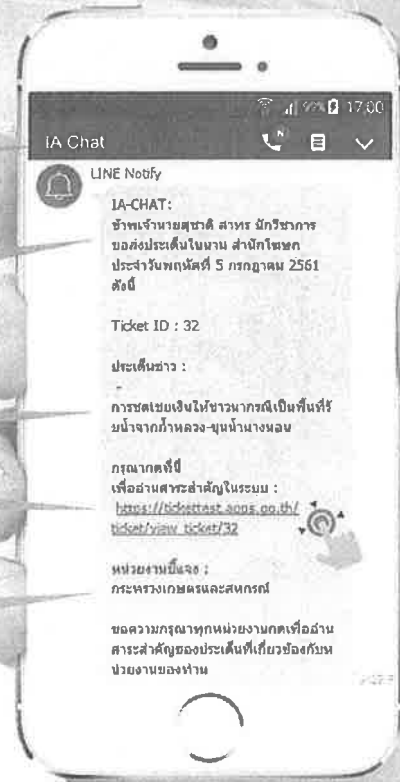 99% 17:00
IA Chat
N
LINE Notify
IA-CHAT:
ข้าพเจ้านายสุชาติ สาทร นักวิชาการ
ขอส่งประเด็นในนาม สำนักโฆษก
ประจำวันพฤหัสที่ 5 กรกฎาคม 2561
ดังนี้
Ticket ID : 32
ประเด็นข่าว :
-
การชดเชยเงินให้ชาวนากรณีเป็นพื้นที่รั
บน้ำจากถ้ำหลวง-ขุนน้ำนางนอน
กรุณากดที่นี่
เพื่ออ่านสาระสำคัญในระบบ :
https://tickettest.apps.go.th/
ticket/view_ticket/32
หน่วยงานชี้แจง :
กระทรวงเกษตรและสหกรณ์
ขอความกรุณาทุกหน่วยงานกดเพื่ออ่าน
สาระสำคัญของประเด็นที่เกี่ยวข้องกับห
น่วยงานของท่าน